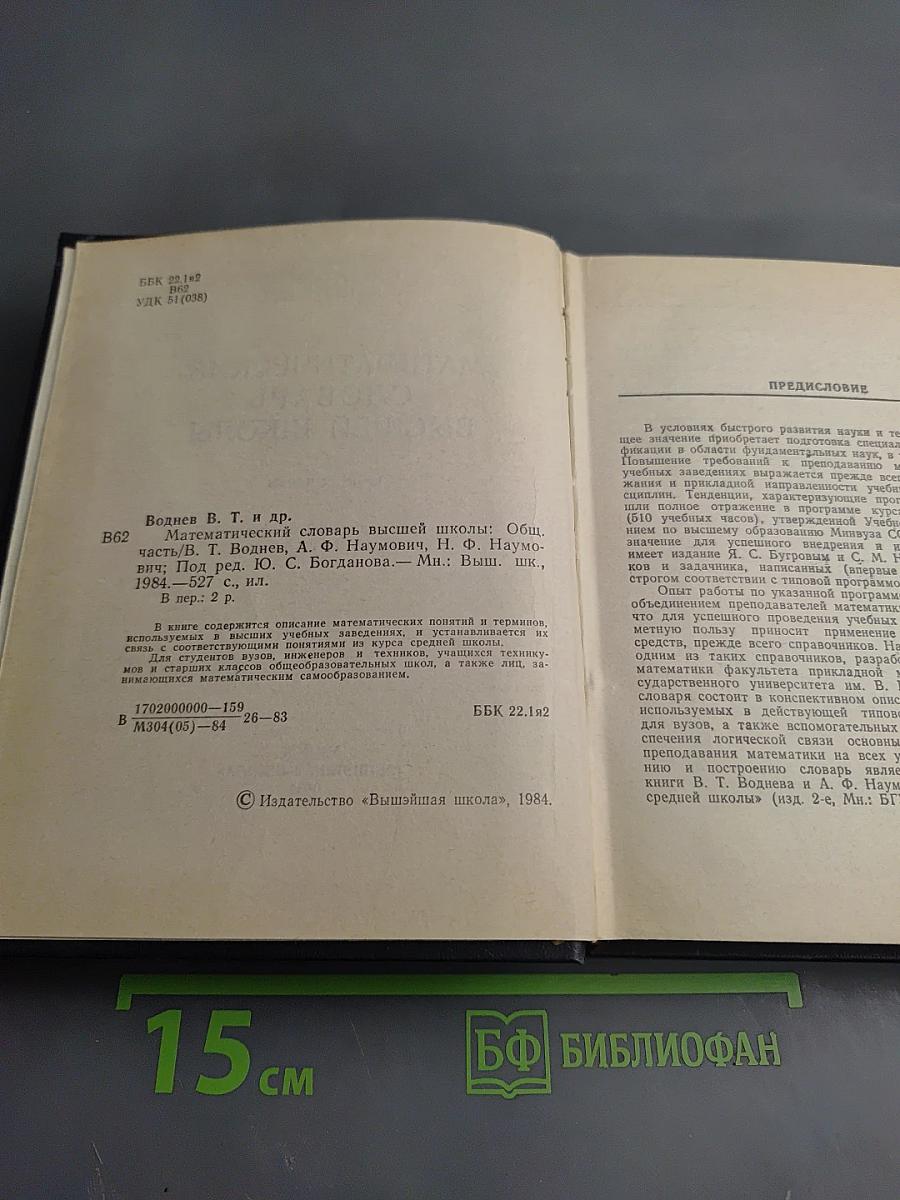 ББК 22.1я2
В62
УДК 51(038)
Воднев В. Т. и др.
В62 Математический словарь высшей школы: Общ.
часть/В. Т. Воднев, А. Ф. Наумович, Н. Ф. Наумо-
вич; Под ред. Ю. С. Богданова.— Мн.: Выш. шк.,
1984.—527 с., ил.
В пер.: 2 р.
В книге содержится описание математических понятий и терминов,
используемых в высших учебных заведениях, и устанавливается их
связь с соответствующими понятиями из курса средней школы.
Для студентов вузов, инженеров и техников, учащихся технику-
мов и старших классов общеобразовательных школ, а также лиц, за-
нимающихся математическим самообразованием.
В 1702000000—159
М304(05)—84 26—83
ББК 22.1я2
© Издательство «Вышэйшая школа», 1984.
ПРЕДИСЛОВИЕ
В условиях быстрого развития науки и те
щее значение приобретает подготовка специал
фикации в области фундаментальных наук, в
Повышение требований к преподаванию м
учебных заведениях выражается прежде всег
жания и прикладной направленности учебн
сциплин. Тенденции, характеризующие прог
шли полное отражение в программе курса
(510 учебных часов), утвержденной Учебно
нием по высшему образованию Минвуза СС
значение для успешного внедрения и и
имеет издание Я. С. Бугровым и С. М. Н
ков и задачника, написанных (впервые
строгом соответствии с типовой программо
Опыт работы по указанной программ
объединением преподавателей математик
что для успешного проведения учебных
метную пользу приносит применение
средств, прежде всего справочников. На
одним из таких справочников, разрабо
математики факультета прикладной м
сударственного университета им. В.
словаря состоит в конспективном опис
используемых в действующей типово
для вузов, а также вспомогательных
спечения логической связи основны
преподавания математики на всех у
нию и построению словарь являе
книги В. Т. Воднева и А. Ф. Наум
средней школы» (изд. 2-е, Мн.: БГ
15 см
БФ БИБЛИОФАН